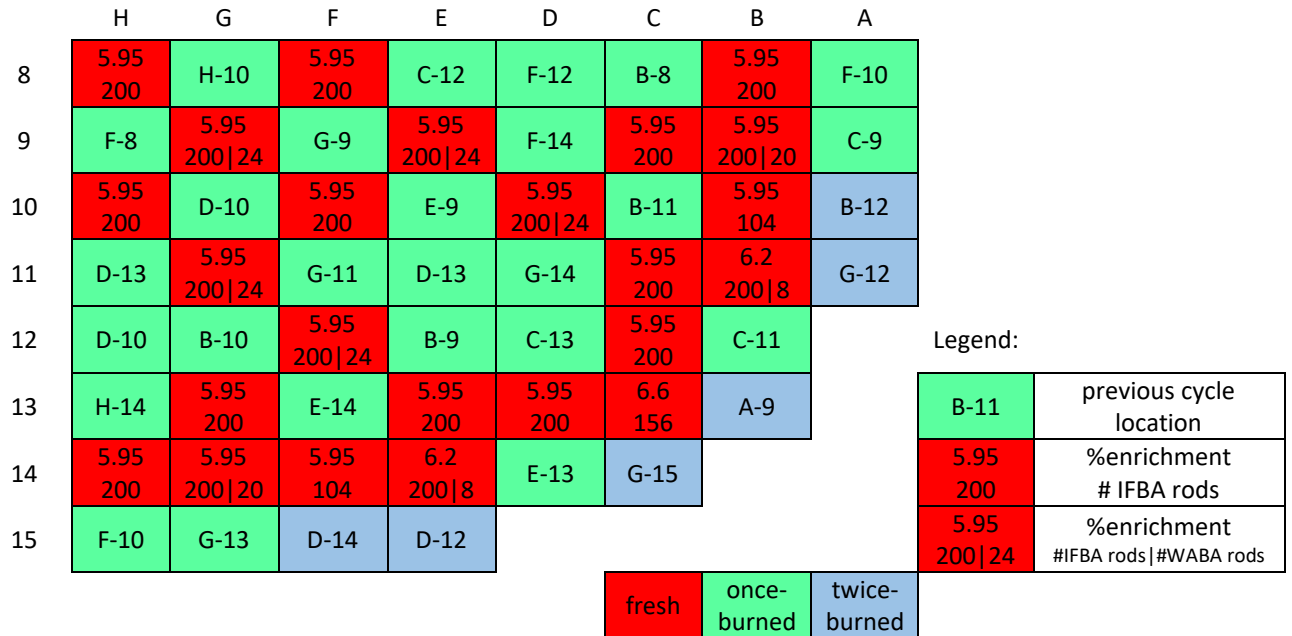 H G F E D C B A
8 5.95 200 H-10 5.95 200 C-12 F-12 B-8 5.95 200 F-10
9 F-8 5.95 200|24 G-9 5.95 200|24 F-14 5.95 200 5.95 200|20 C-9
10 5.95 200 D-10 5.95 200 E-9 5.95 200|24 B-11 5.95 104 B-12
11 D-13 5.95 200|24 G-11 D-13 G-14 5.95 200 6.2 200|8 G-12
12 D-10 B-10 5.95 200|24 B-9 C-13 5.95 200 C-11
13 H-14 5.95 200 E-14 5.95 200 5.95 200 6.6 156 A-9
14 5.95 200 5.95 200|20 5.95 104 6.2 200|8 E-13 G-15
15 F-10 G-13 D-14 D-12
Legend:
B-11 previous cycle location
5.95 200 %enrichment # IFBA rods
5.95 200|24 %enrichment #IFBA rods|#WABA rods
fresh once-burned twice-burned